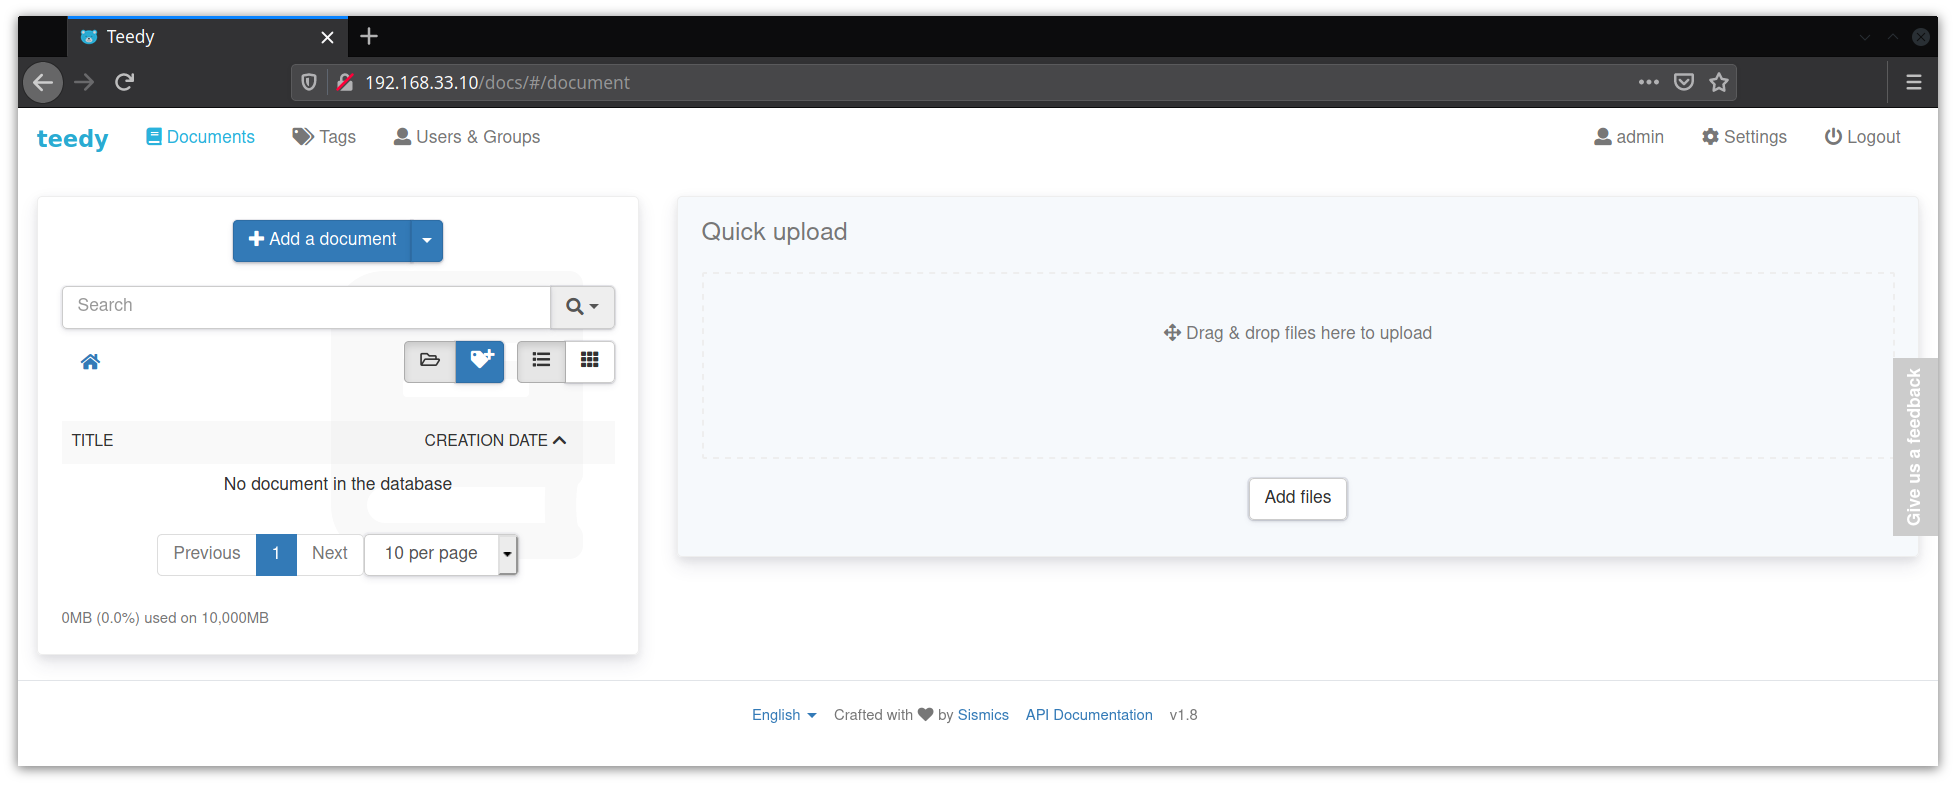 Teedy
192.168.33.10/docs/#/document
teedy Documents Tags Users & Groups admin Settings Logout
Add a document
Search
TITLE CREATION DATE
No document in the database
Previous 1 Next 10 per page
0MB (0.0%) used on 10,000MB
Quick upload
Drag & drop files here to upload
Add files
Give us a feedback
English Crafted with by Sismics API Documentation v1.8